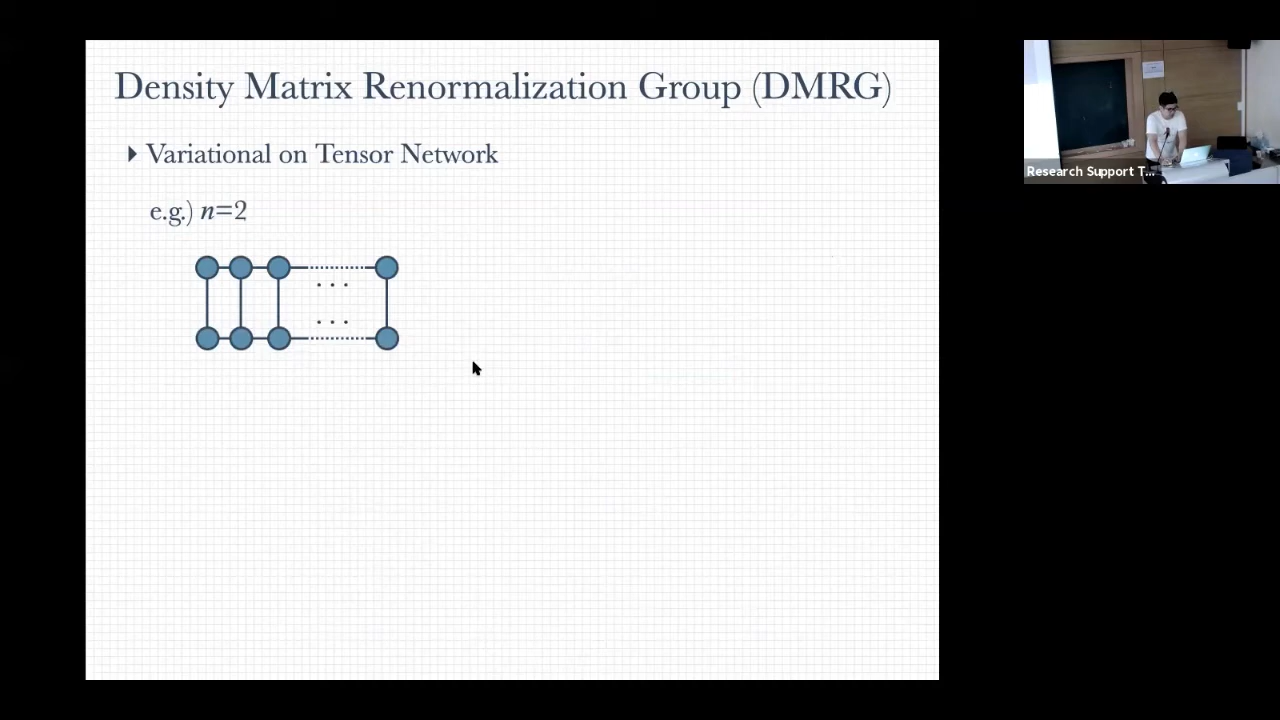 Density Matrix Renormalization Group (DMRG)
Variational on Tensor Network
e.g.) n=2
Research Support T...